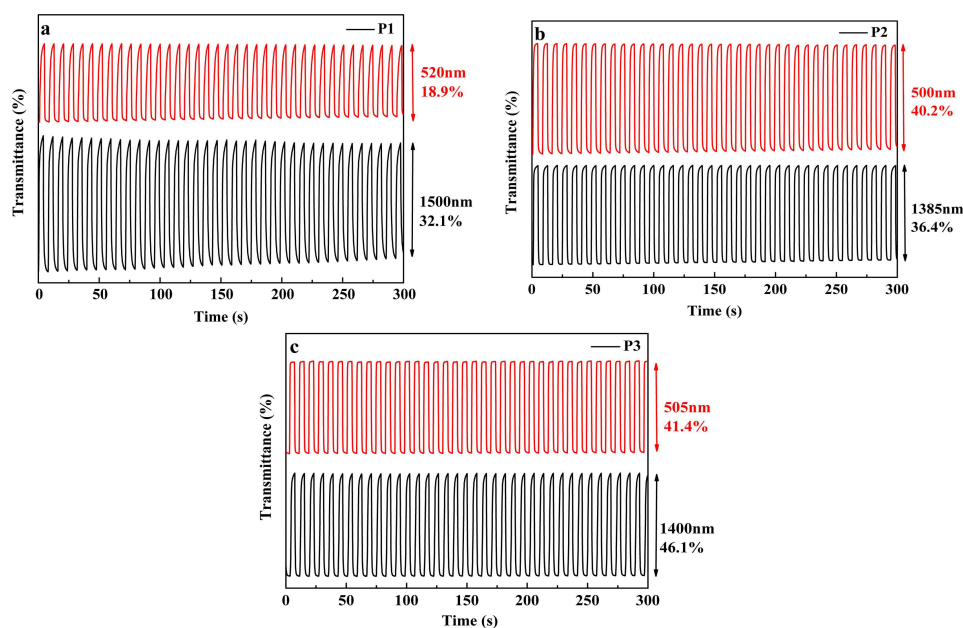 a
P1
Transmittance (%)
520nm
18.9%
1500nm
32.1%
0 50 100 150 200 250 300
Time (s)
b
P2
Transmittance (%)
500nm
40.2%
1385nm
36.4%
0 50 100 150 200 250 300
Time (s)
c
P3
Transmittance (%)
505nm
41.4%
1400nm
46.1%
0 50 100 150 200 250 300
Time (s)